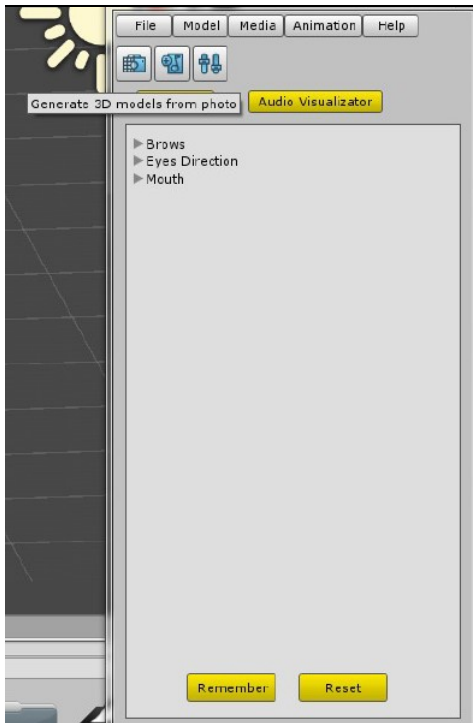 File Model Media Animation Help
Generate 3D models from photo Audio Visualizator
Brows
Eyes Direction
Mouth
Remember Reset